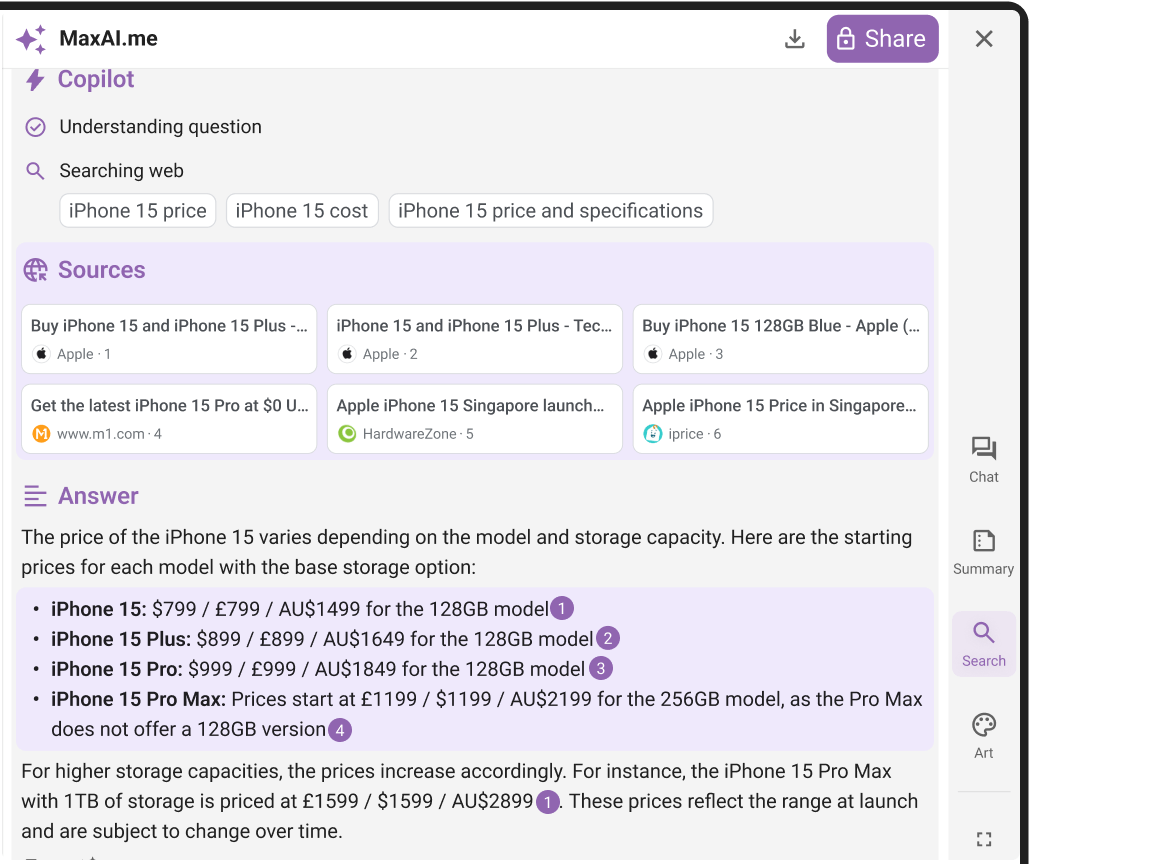 MaxAI.me
Share
Copilot
Understanding question
Searching web
iPhone 15 price
iPhone 15 cost
iPhone 15 price and specifications
Sources
Buy iPhone 15 and iPhone 15 Plus -...
Apple · 1
iPhone 15 and iPhone 15 Plus - Tec...
Apple · 2
Buy iPhone 15 128GB Blue - Apple (...
Apple · 3
Get the latest iPhone 15 Pro at $0 U...
www.m1.com · 4
Apple iPhone 15 Singapore launch...
HardwareZone · 5
Apple iPhone 15 Price in Singapore...
iprice · 6
Answer
The price of the iPhone 15 varies depending on the model and storage capacity. Here are the starting
prices for each model with the base storage option:
• iPhone 15: $799 / £799 / AU$1499 for the 128GB model 1
• iPhone 15 Plus: $899 / £899 / AU$1649 for the 128GB model 2
• iPhone 15 Pro: $999 / £999 / AU$1849 for the 128GB model 3
• iPhone 15 Pro Max: Prices start at £1199 / $1199 / AU$2199 for the 256GB model, as the Pro Max
does not offer a 128GB version 4
For higher storage capacities, the prices increase accordingly. For instance, the iPhone 15 Pro Max
with 1TB of storage is priced at £1599 / $1599 / AU$2899 1. These prices reflect the range at launch
and are subject to change over time.
Chat
Summary
Search
Art